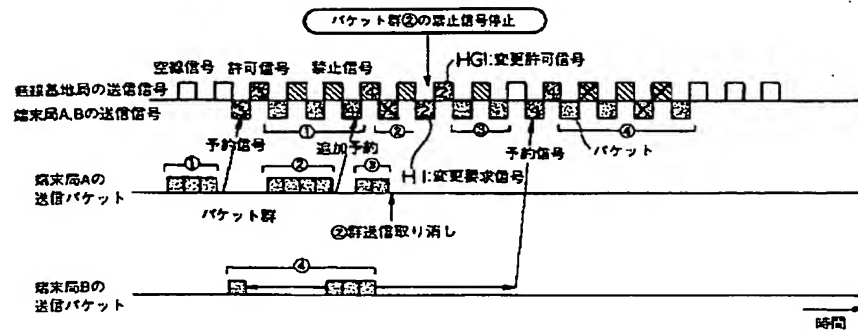 パケット群②の禁止信号停止
空線信号
許可信号
禁止信号
HGI:変更許可信号
無線基地局の送信信号
端末局A,Bの送信信号
①
②
③
④
予約信号
追加予約
予約信号
パケット
HI:変更要求信号
①
②
③
端末局Aの
送信パケット
パケット群
②群送信取り消し
④
端末局Bの
送信パケット
時間